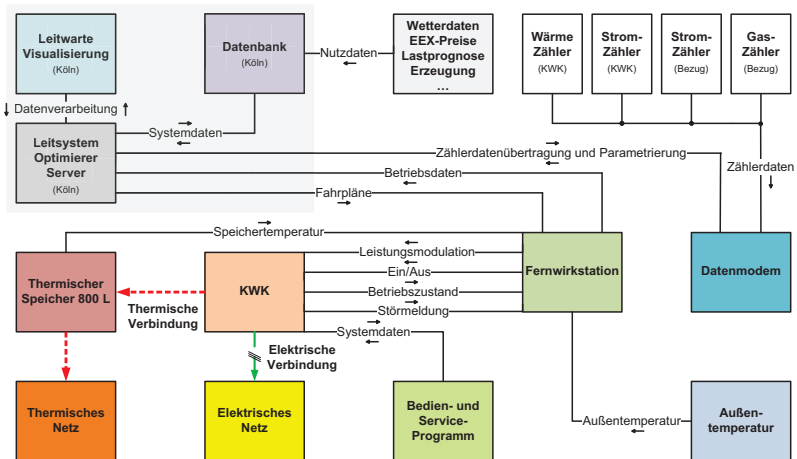 Leitwarte
Visualisierung
(Köln)
Datenbank
(Köln)
Nutzdaten
Wetterdaten
EEX-Preise
Lastprognose
Erzeugung
...
Wärme
Zähler
(KWK)
Strom-
Zähler
(KWK)
Strom-
Zähler
(Bezug)
Gas-
Zähler
(Bezug)
Datenverarbeitung
Leitsystem
Optimierer
Server
(Köln)
Systemdaten
Zählerdatenübertragung und Parametrierung
Zählerdaten
Betriebsdaten
Fahrpläne
Speichertemperatur
Thermischer
Speicher 800 L
Thermische
Verbindung
KWK
Leistungsmodulation
Ein/Aus
Betriebszustand
Störmeldung
Systemdaten
Fernwirkstation
Datenmodem
Elektrische
Verbindung
Thermisches
Netz
Elektrisches
Netz
Bedien- und
Service-
Programm
Außentemperatur
Außen-
temperatur